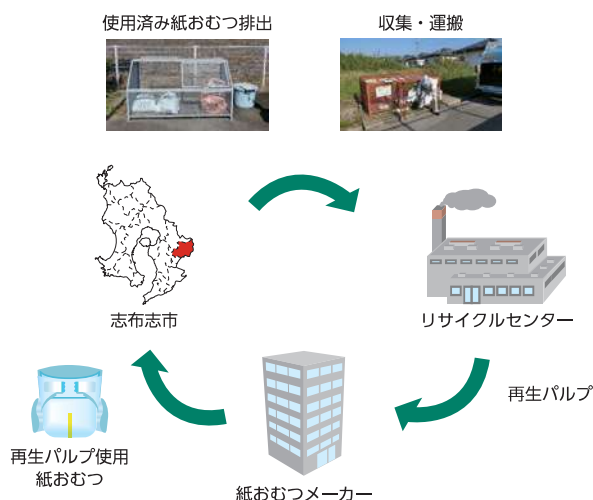 使用済み紙おむつ排出
収集・運搬
志布志市
リサイクルセンター
再生パルプ
再生パルプ使用
紙おむつ
紙おむつメーカー